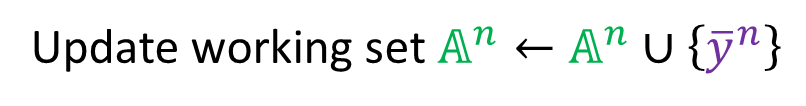 Update working set 𝔸ⁿ ← 𝔸ⁿ ∪ {ȳⁿ}